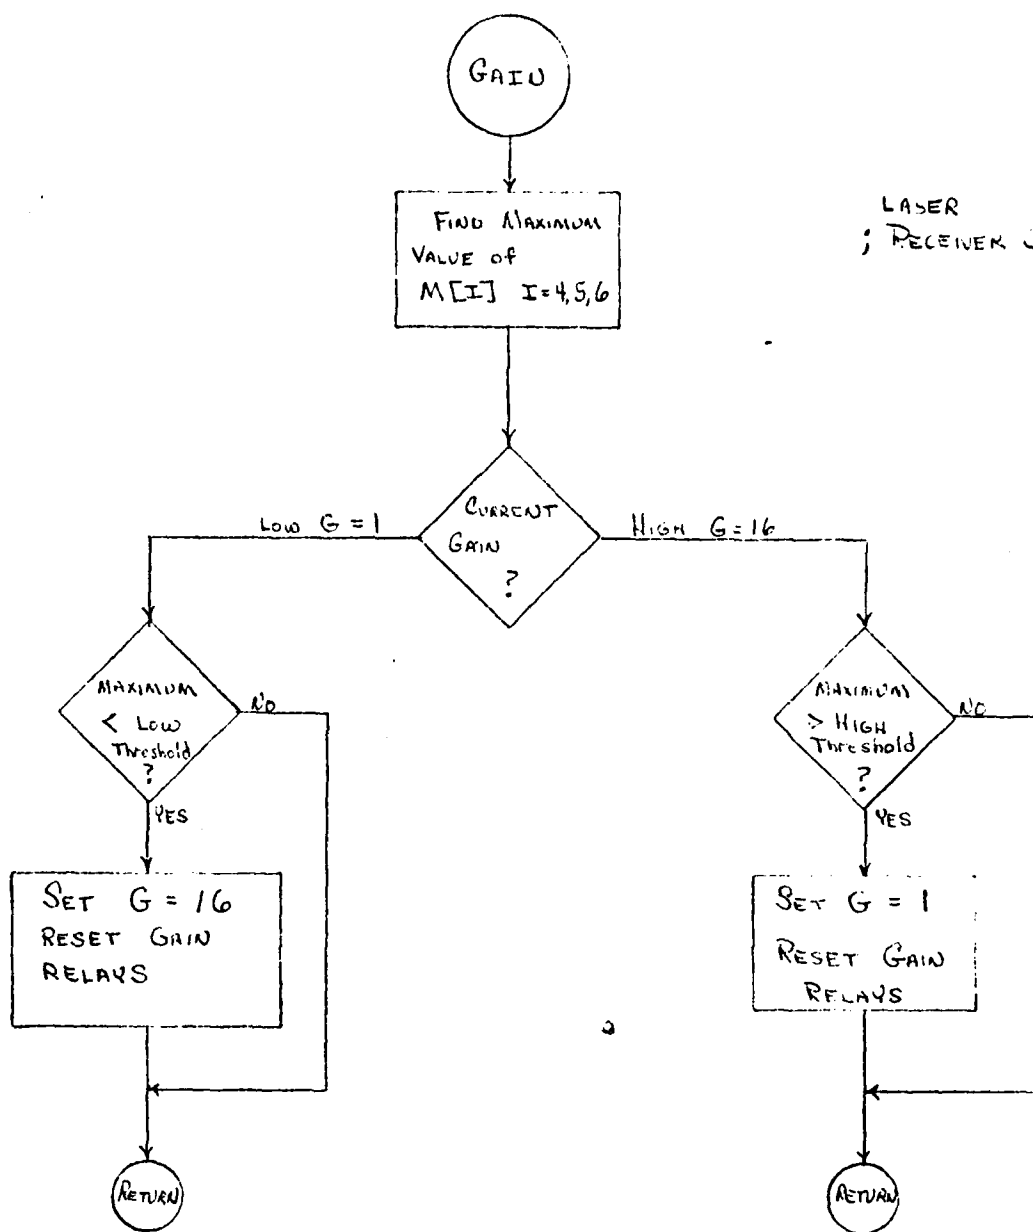 GAIN
FIND MAXIMUM
VALUE of
M[I] I=4,5,6
LASER
; RECEIVER
CURRENT
GAIN
?
LOW G = 1
HIGH G = 16
MAXIMUM
< LOW
Threshold
?
NO
YES
MAXIMUM
> HIGH
Threshold
?
NO
YES
SET G = 16
RESET GAIN
RELAYS
SET G = 1
RESET GAIN
RELAYS
RETURN
RETURN